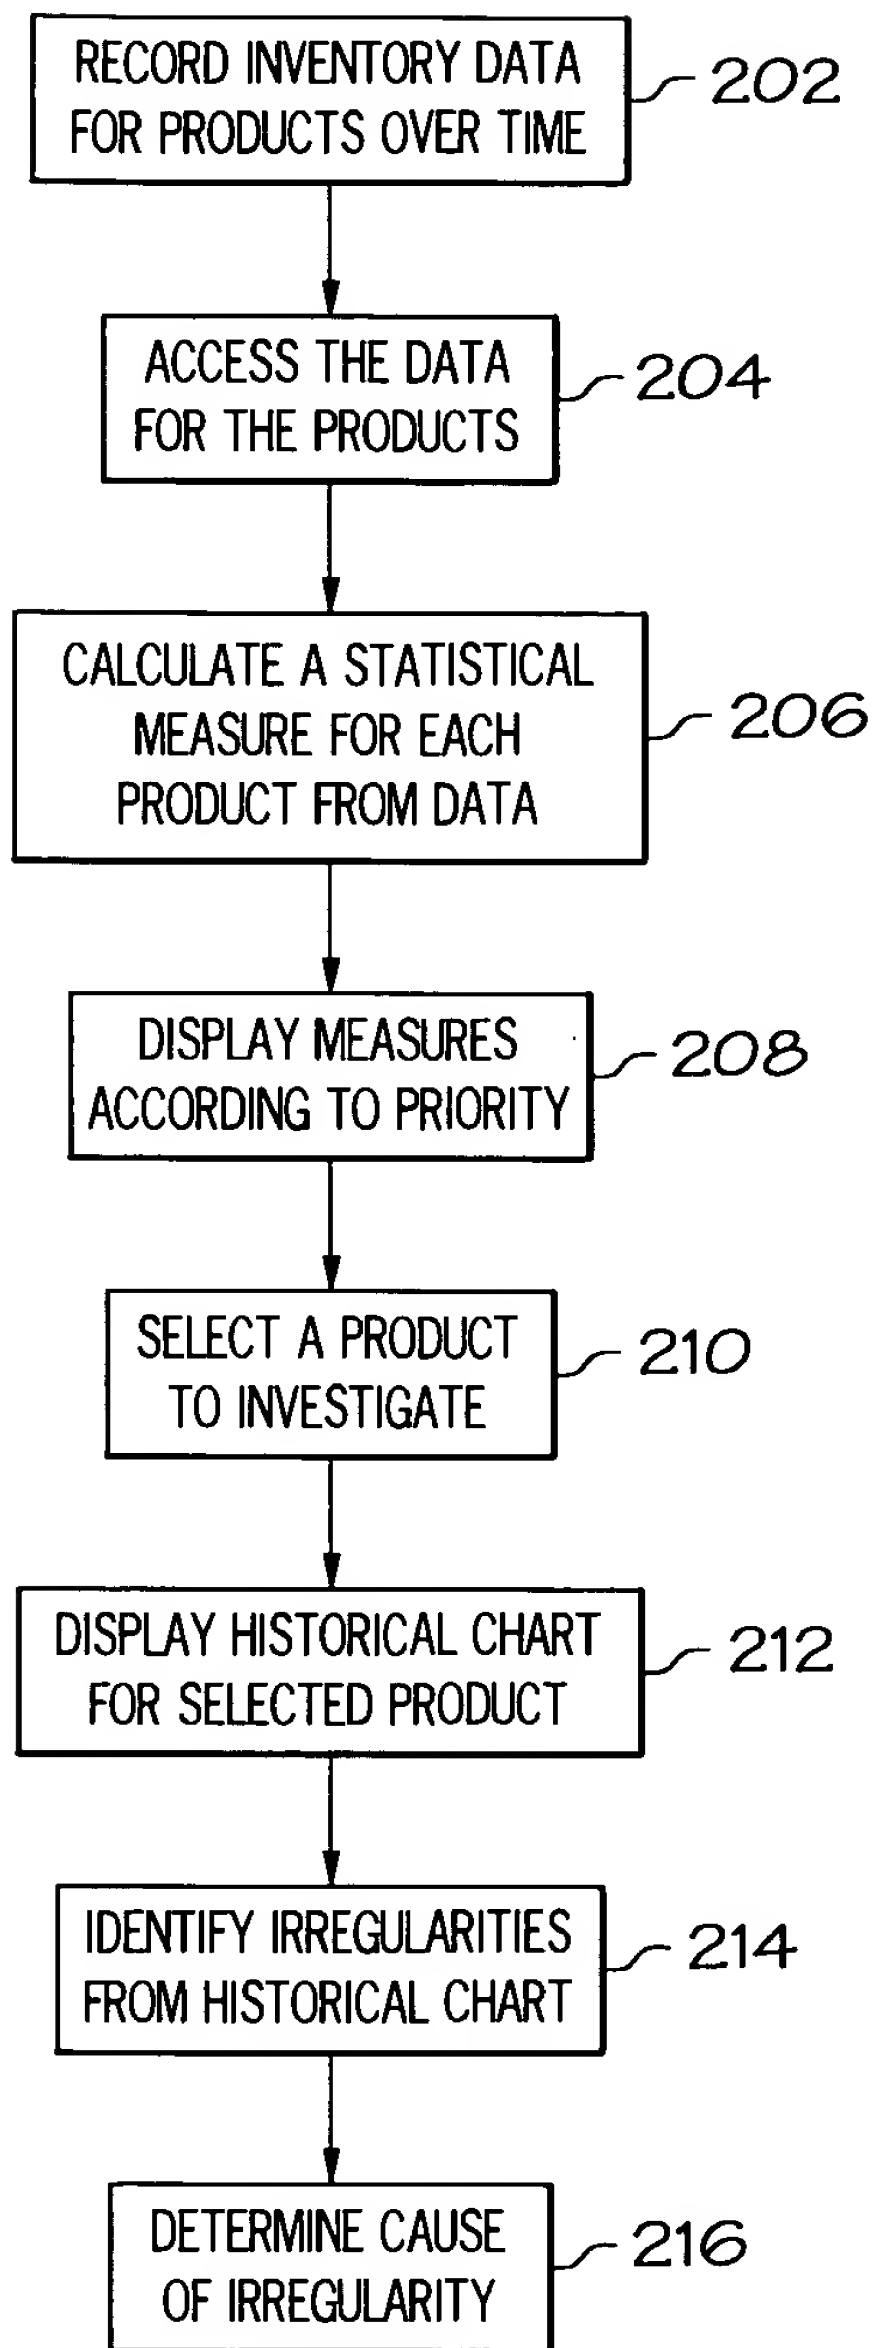 RECORD INVENTORY DATA
FOR PRODUCTS OVER TIME
202
ACCESS THE DATA
FOR THE PRODUCTS
204
CALCULATE A STATISTICAL
MEASURE FOR EACH
PRODUCT FROM DATA
206
DISPLAY MEASURES
ACCORDING TO PRIORITY
208
SELECT A PRODUCT
TO INVESTIGATE
210
DISPLAY HISTORICAL CHART
FOR SELECTED PRODUCT
212
IDENTIFY IRREGULARITIES
FROM HISTORICAL CHART
214
DETERMINE CAUSE
OF IRREGULARITY
216